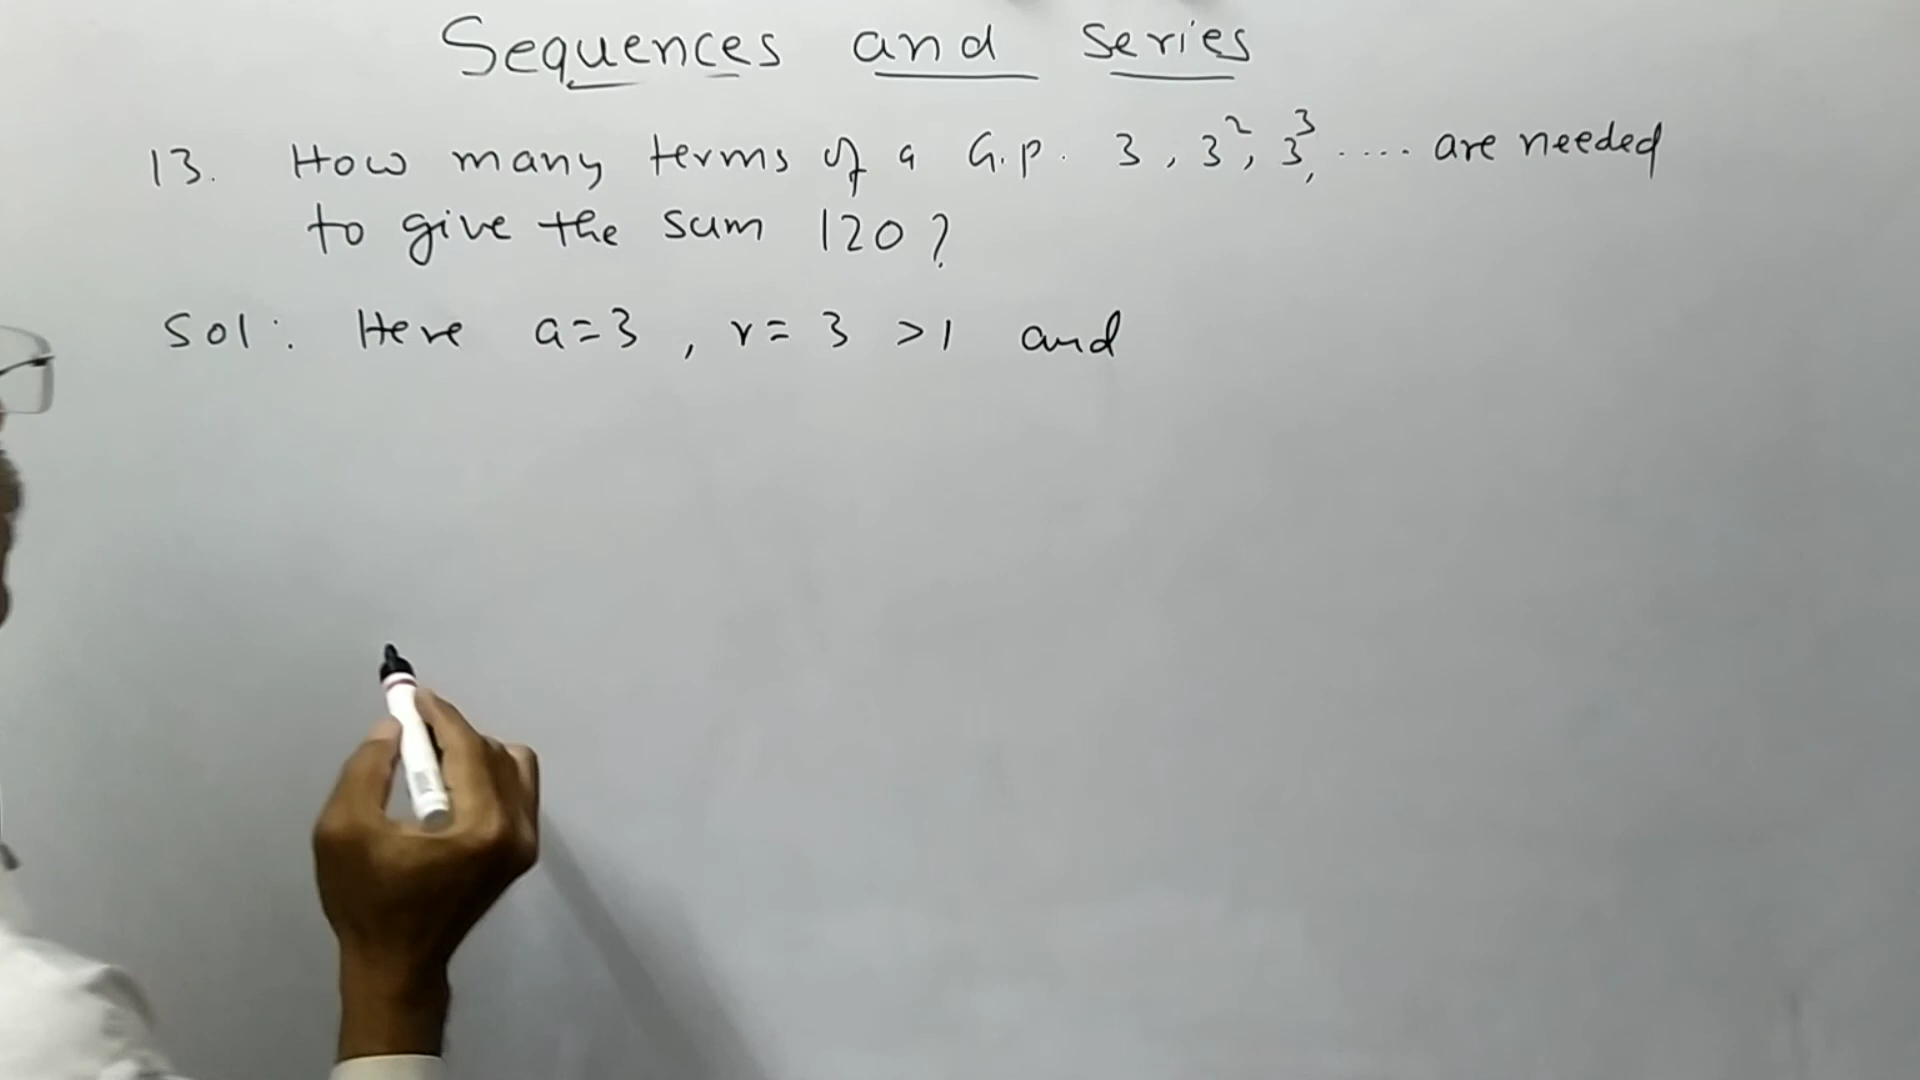 Sequences and series
13. How many terms of a G.p. 3, 3², 3³, .... are needed
to give the sum 120?
Sol: Here a=3, r= 3 >1 and